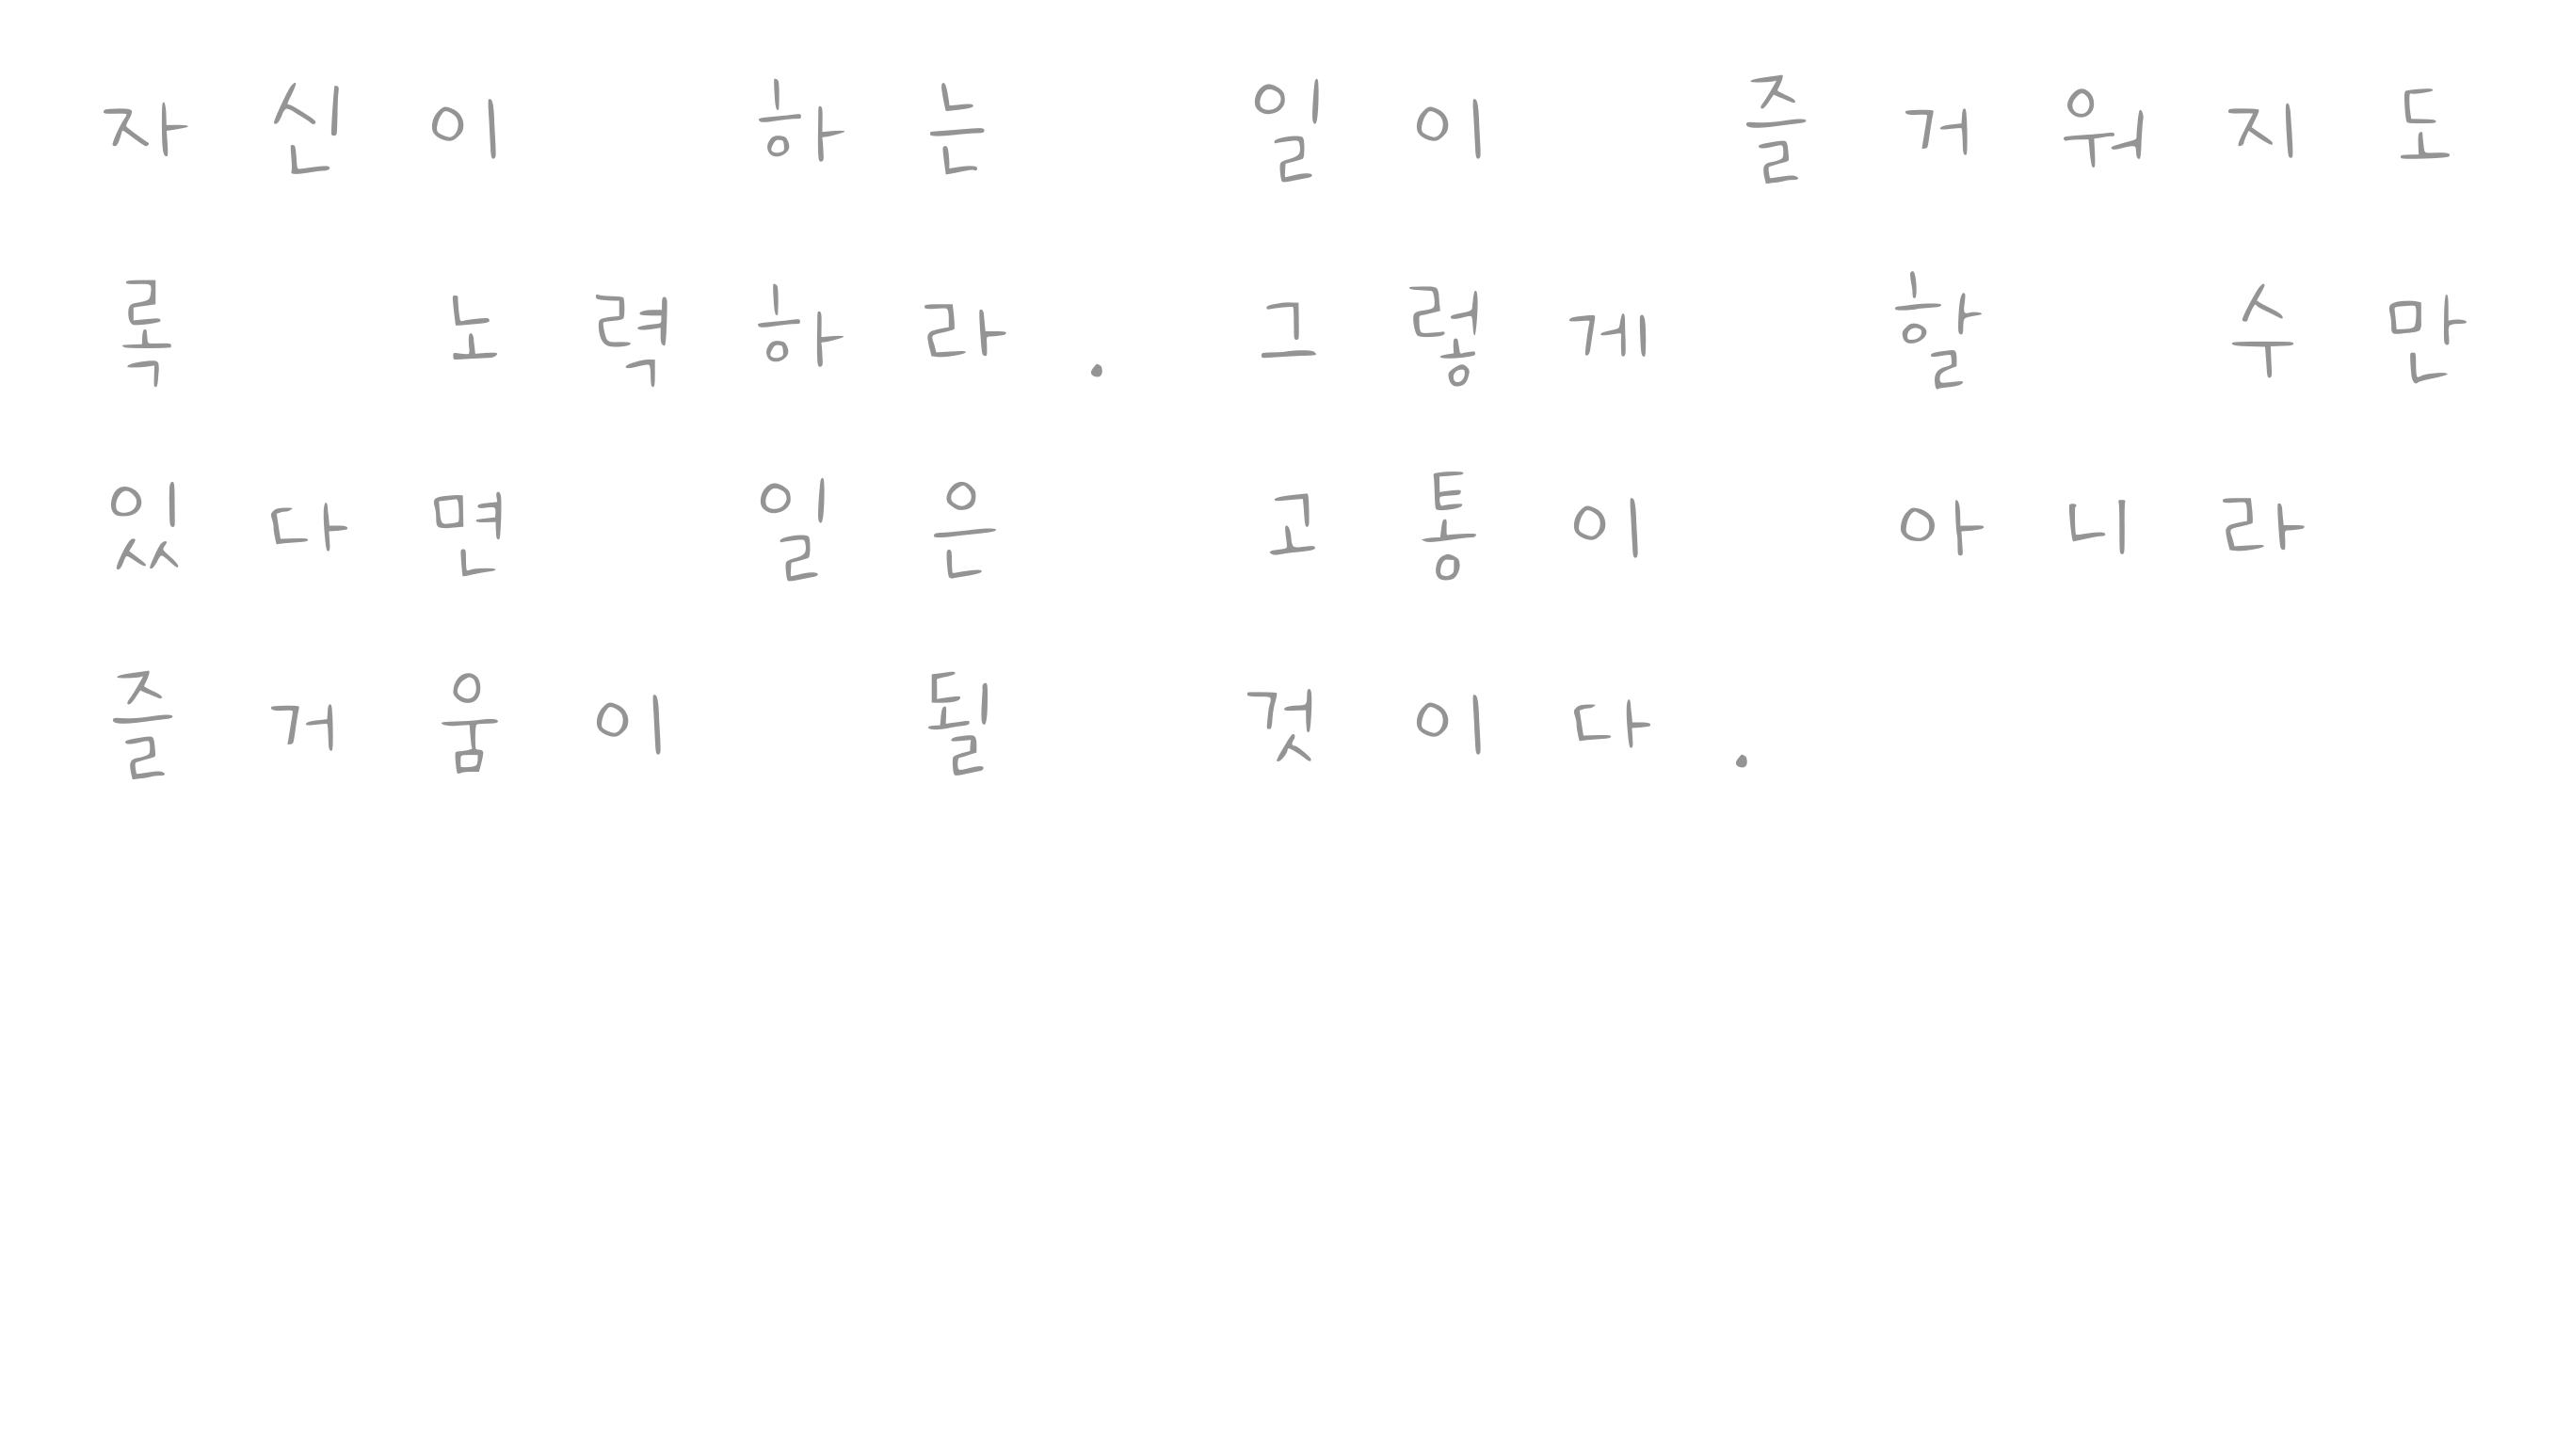 자신이 하는 일이 즐거워지도
록 노력하라. 그렇게 할 수만
있다면 일은 고통이 아니라
즐거움이 될 것이다.